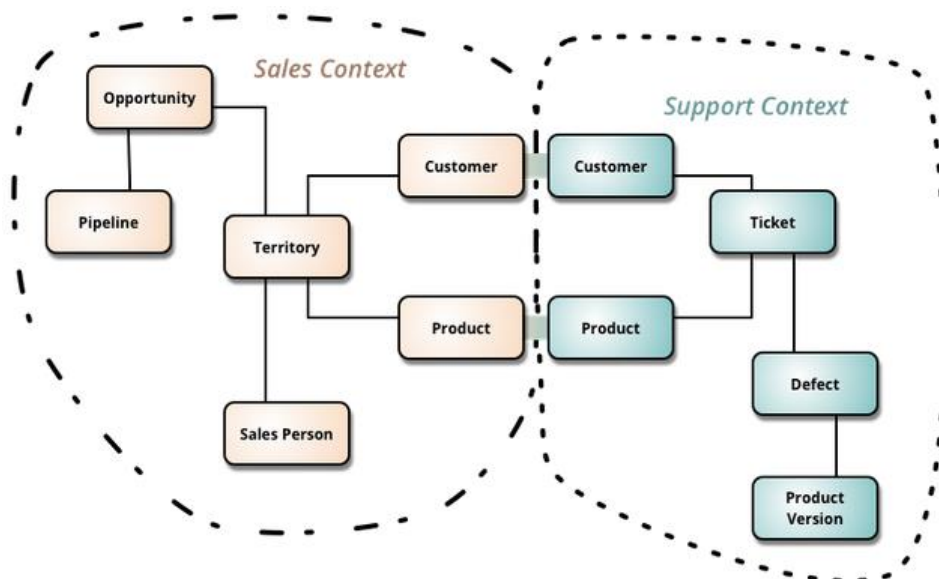 Sales Context
Opportunity
Support Context
Customer
Customer
Pipeline
Ticket
Territory
Product
Product
Defect
Sales Person
Product
Version